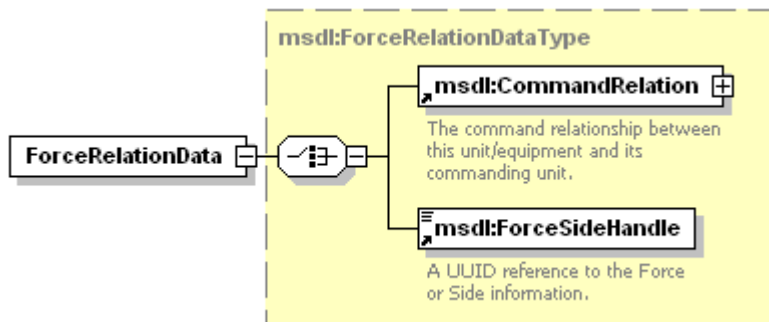 msdl:ForceRelationDataType
msdl:CommandRelation
The command relationship between
this unit/equipment and its
commanding unit.
ForceRelationData
msdl:ForceSideHandle
A UUID reference to the Force
or Side information.